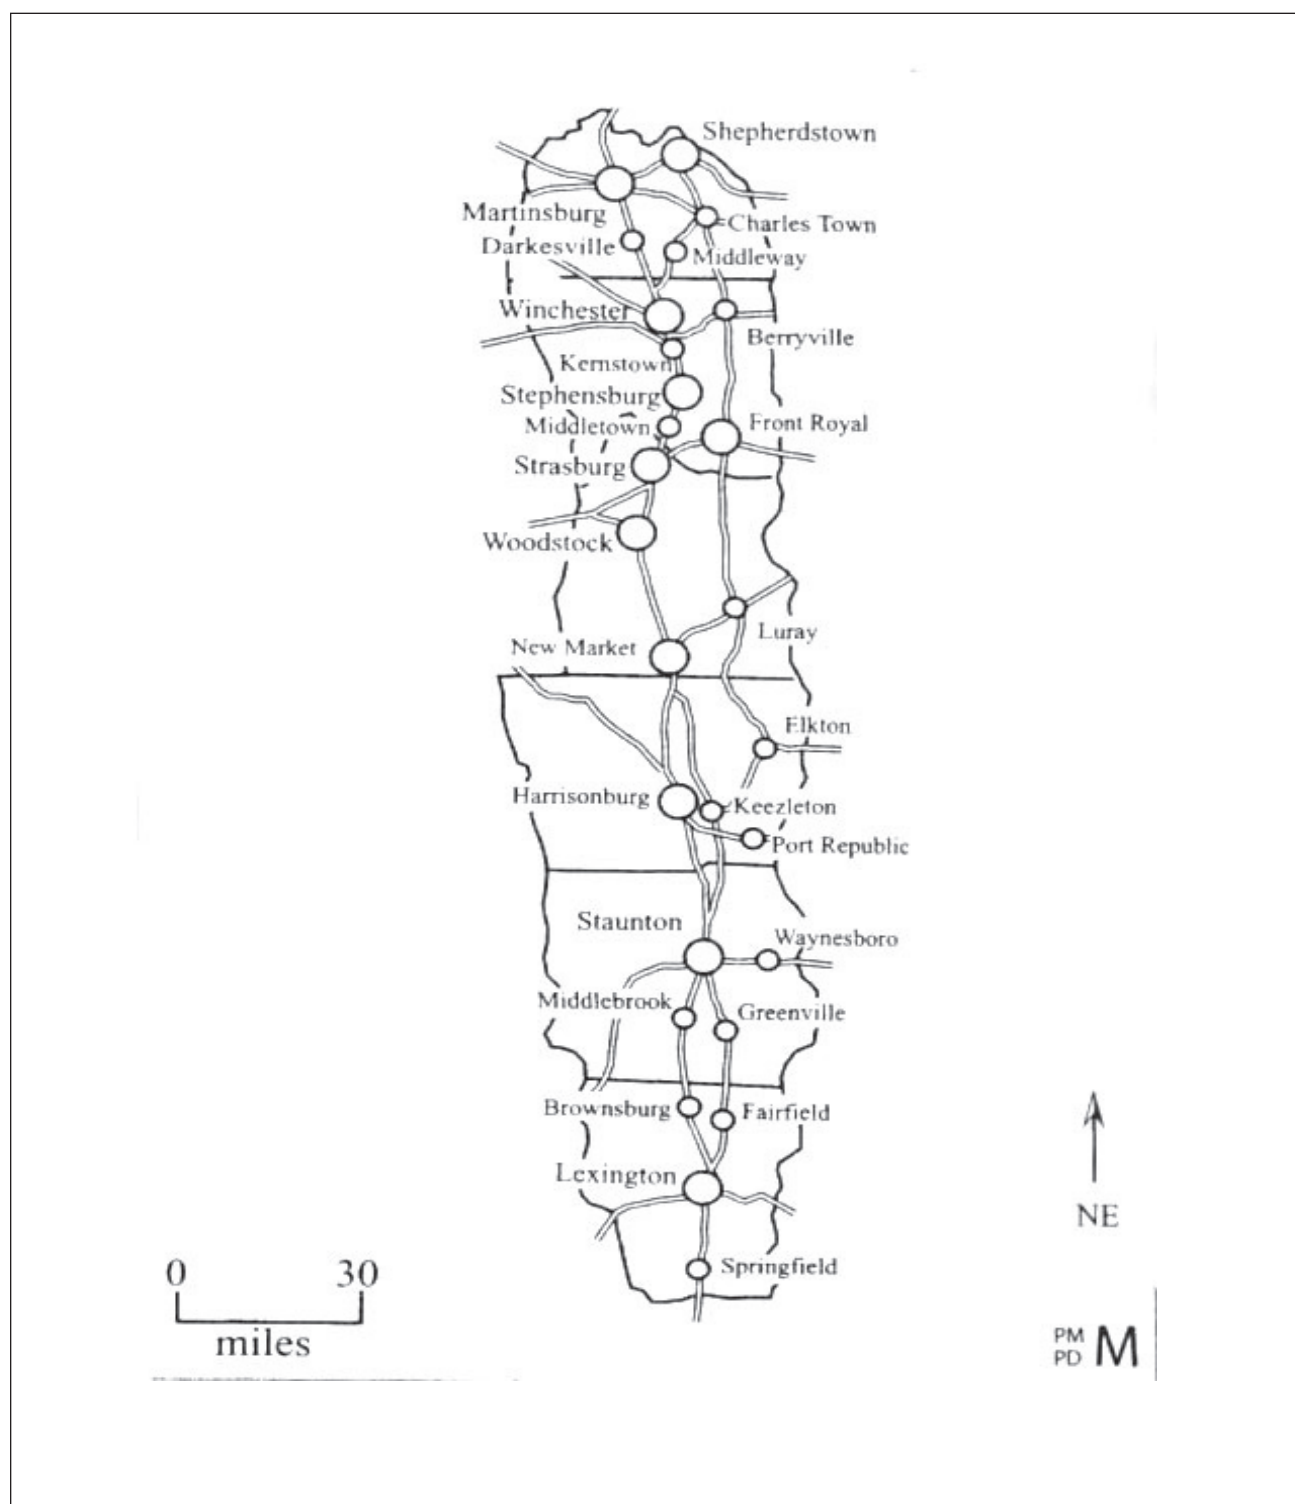 Shepherdstown
Martinsburg
Charles Town
Darkesville
Middleway
Winchester
Berryville
Kernstown
Stephensburg
Middletown
Front Royal
Strasburg
Woodstock
Luray
New Market
Elkton
Harrisonburg
Keezleton
Port Republic
Staunton
Waynesboro
Middlebrook
Greenville
Brownsburg
Fairfield
Lexington
NE
Springfield
0 30
miles
PM
PD M